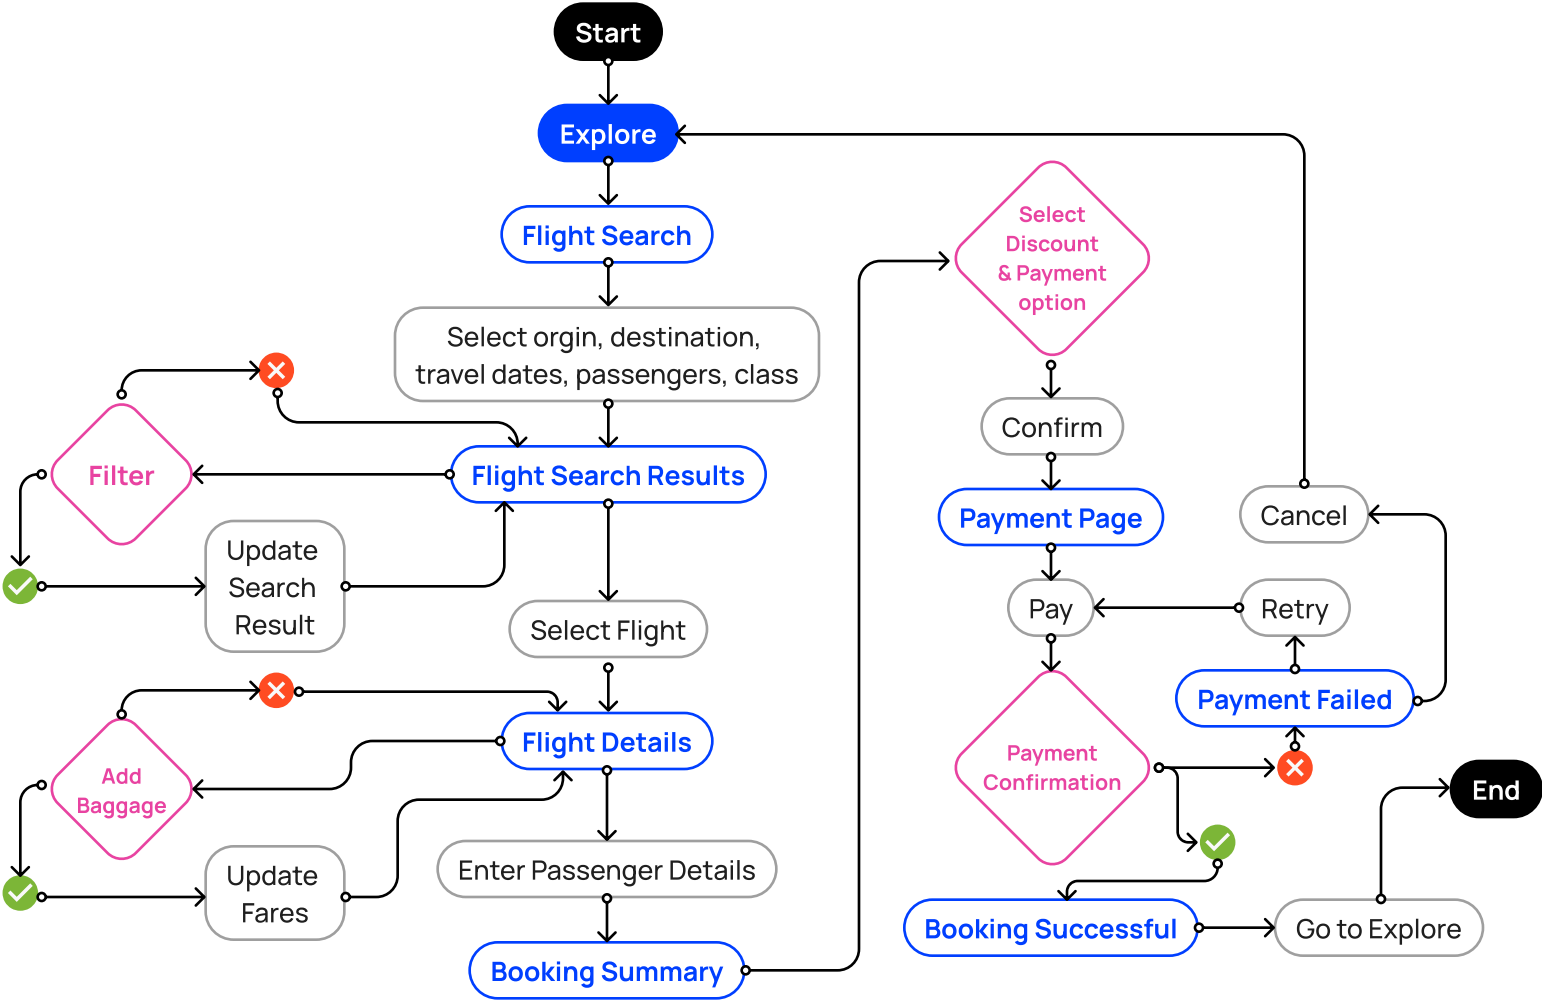 Start
Explore
Flight Search
Select orgin, destination,
travel dates, passengers, class
Flight Search Results
Filter
Update
Search
Result
Select Flight
Flight Details
Add
Baggage
Update
Fares
Enter Passenger Details
Booking Summary
Select
Discount
& Payment
option
Confirm
Payment Page
Pay
Payment
Confirmation
Cancel
Retry
Payment Failed
Booking Successful
Go to Explore
End